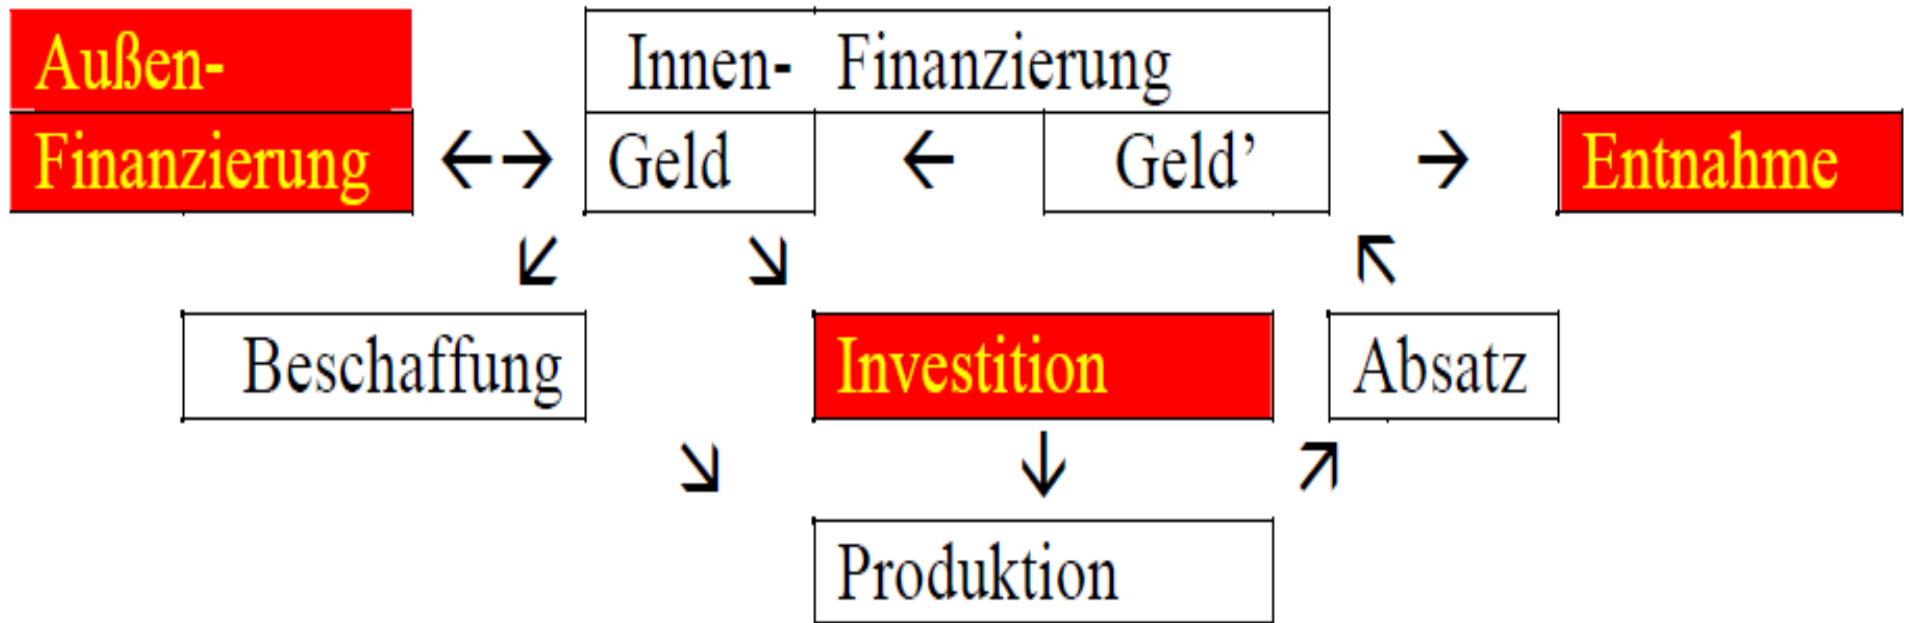 Außen-
Innen- Finanzierung
Finanzierung ←→ Geld ← Geld’ → Entnahme
↙ ↘ ↖
Beschaffung Investition Absatz
↘ ↓ ↗
Produktion